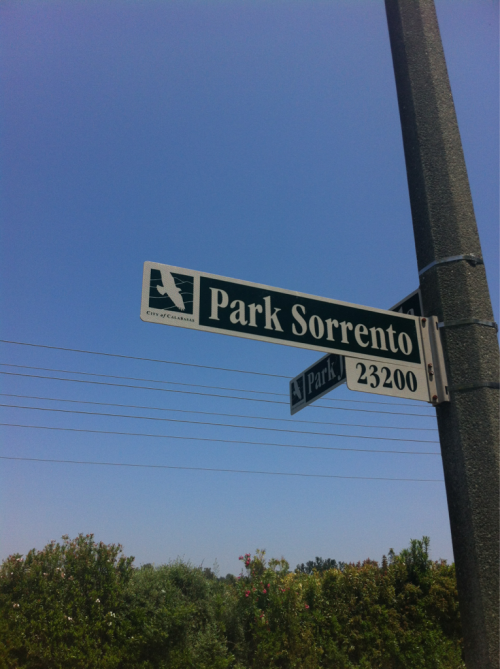 Park Sorrento
CITY of CALABASAS
23200
Park